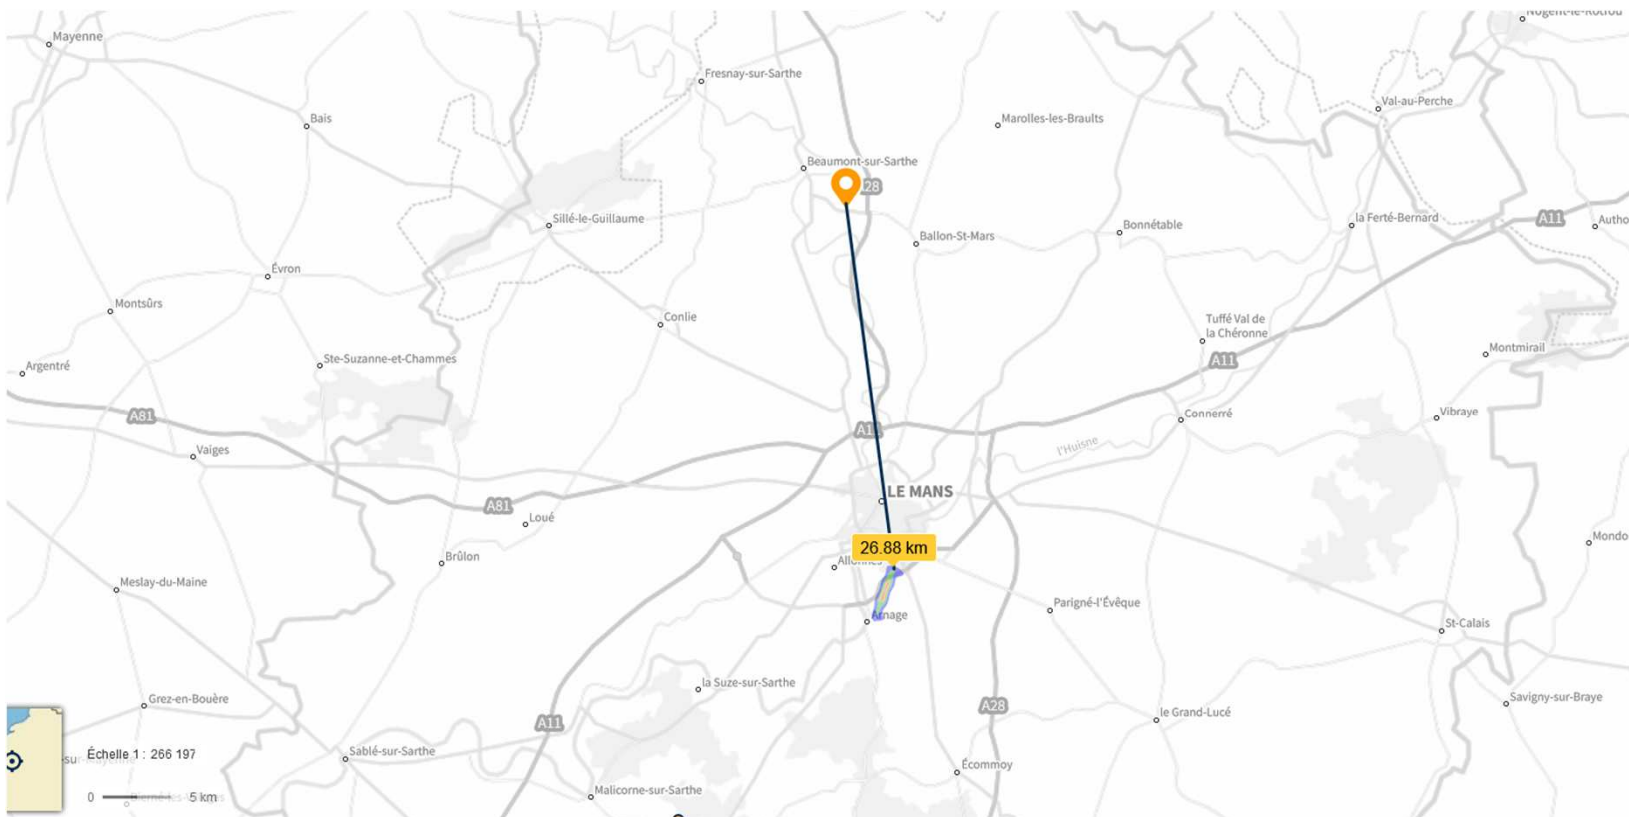 Nogent-le-Rotrou
Mayenne
Fresnay-sur-Sarthe
Val-au-Perche
Bais
Marolles-les-Braults
Beaumont-sur-Sarthe
28
Sillé-le-Guillaume
la Ferté-Bernard
A11
Autho
Bonnétable
Ballon-St-Mars
Évron
Montsûrs
Conlie
Tuffé Val de
la Chéronne
Montmirail
Ste-Suzanne-et-Chammes
A11
Argentré
A81
Connerré
Vibraye
A1
l'Huisne
Vaiges
LE MANS
A81
Loué
Mondo
26.88 km
Brûlon
Allonnes
Meslay-du-Maine
Parigné-l'Évêque
Arnage
St-Calais
la Suze-sur-Sarthe
Grez-en-Bouère
Savigny-sur-Braye
A28
le Grand-Lucé
A11
Sablé-sur-Sarthe
Échelle 1 : 266 197
Écommoy
0 5 km
Malicorne-sur-Sarthe